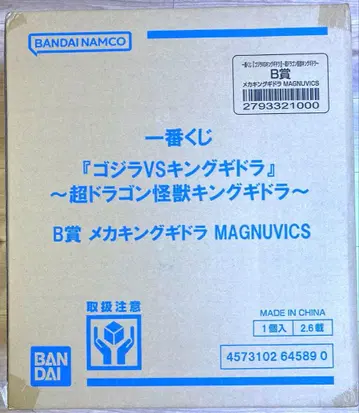 BANDAI NAMCO
B賞
メカキングギドラ MAGNUVICS
2793321000
一番くじ
『ゴジラVSキングギドラ』
～超ドラゴン怪獣キングギドラ～
B賞 メカキングギドラ MAGNUVICS
取扱注意
MADE IN CHINA
1個入 2.6載
BANDAI
4573102 64589 0